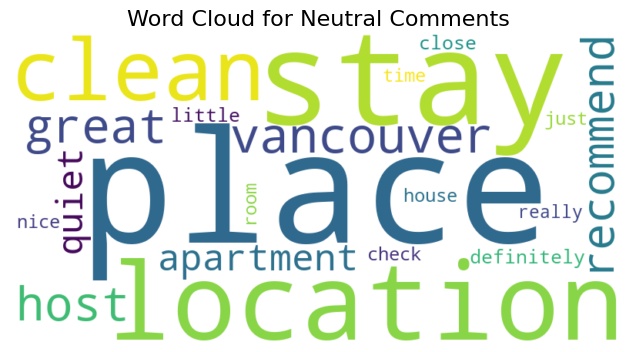 Word Cloud for Neutral Comments
close
clean
stay
time
recommend
little
just
great
vancouver
quiet
place
room
house
nice
really
apartment
check
definitely
host
location